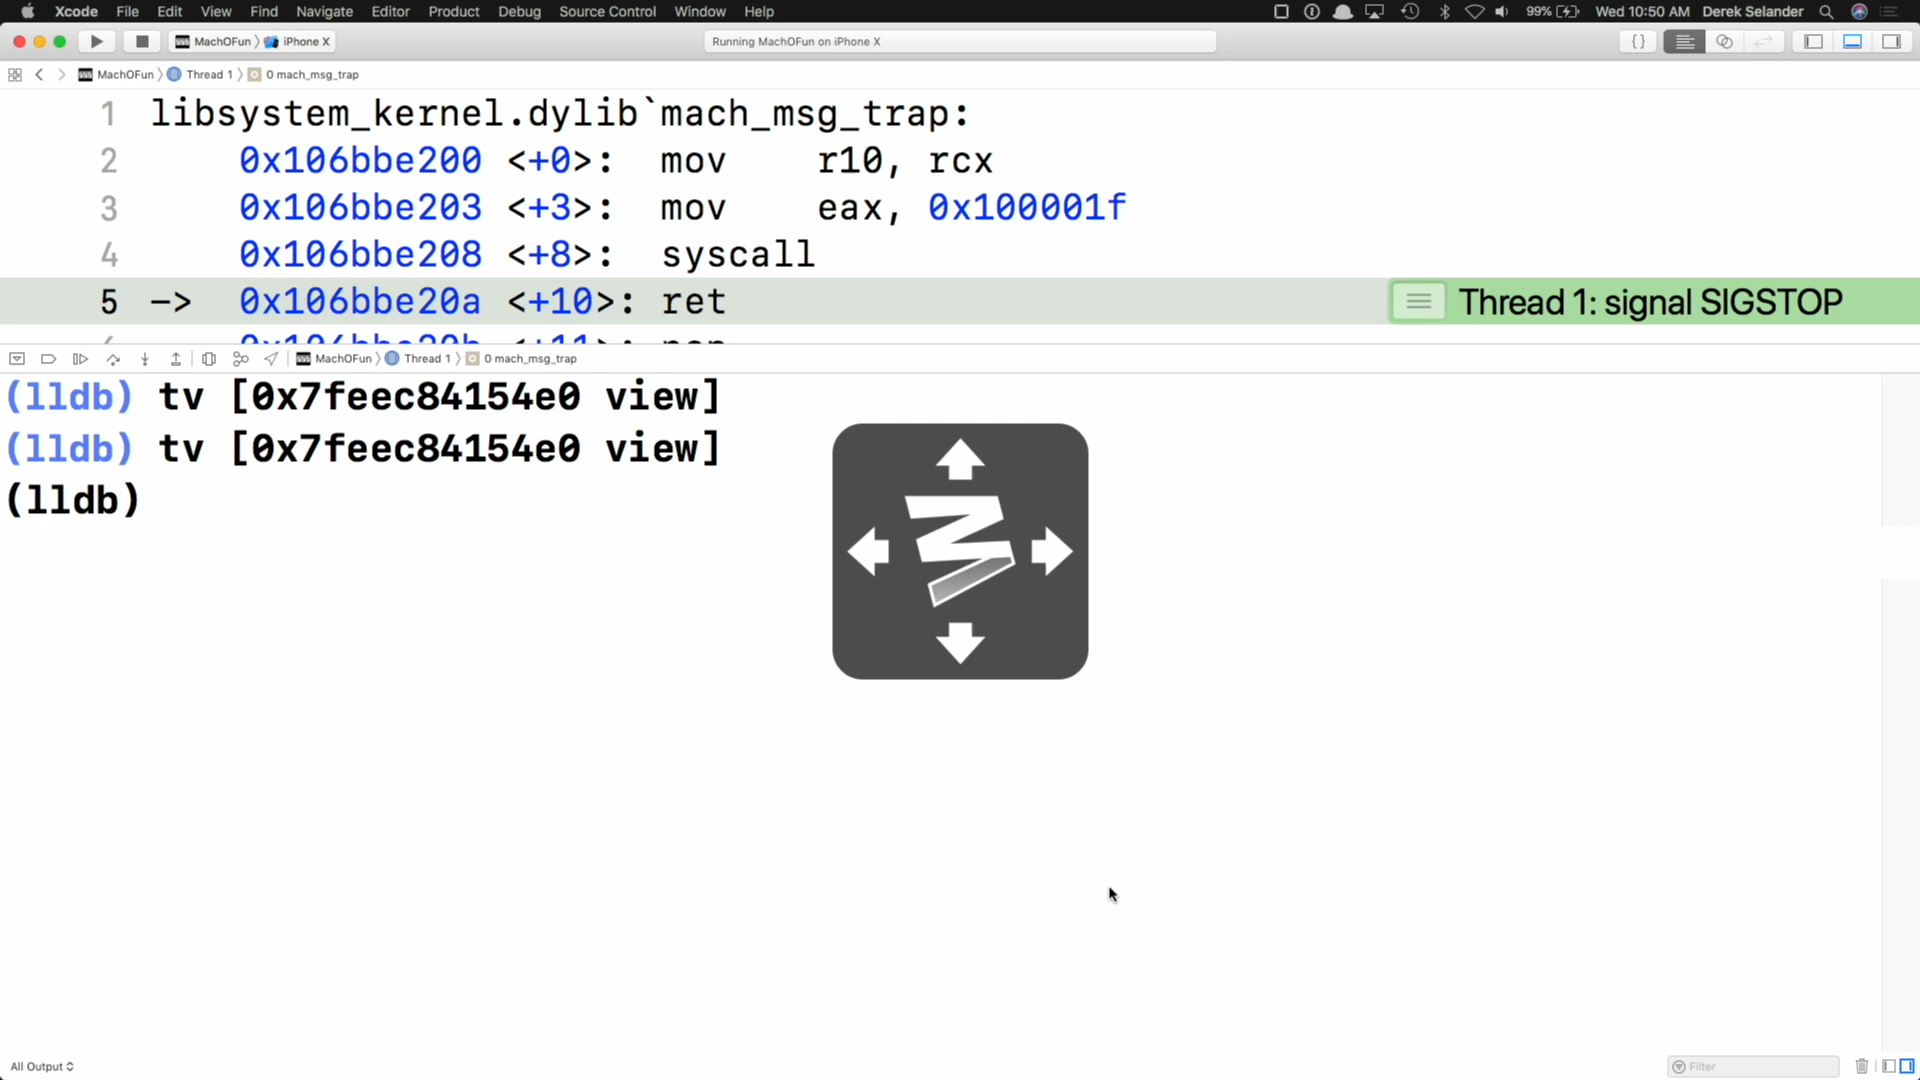 Xcode File Edit View Find Navigate Editor Product Debug Source Control Window Help 99% Wed 10:50 AM Derek Selander
MachOFun iPhone X Running MachOFun on iPhone X {}
MachOFun Thread 1 0 mach_msg_trap
1 libsystem_kernel.dylib`mach_msg_trap:
2 0x106bbe200 <+0>: mov r10, rcx
3 0x106bbe203 <+3>: mov eax, 0x100001f
4 0x106bbe208 <+8>: syscall
5 -> 0x106bbe20a <+10>: ret Thread 1: signal SIGSTOP
MachOFun Thread 1 0 mach_msg_trap
(lldb) tv [0x7feec84154e0 view]
(lldb) tv [0x7feec84154e0 view]
(lldb)
All Output Filter